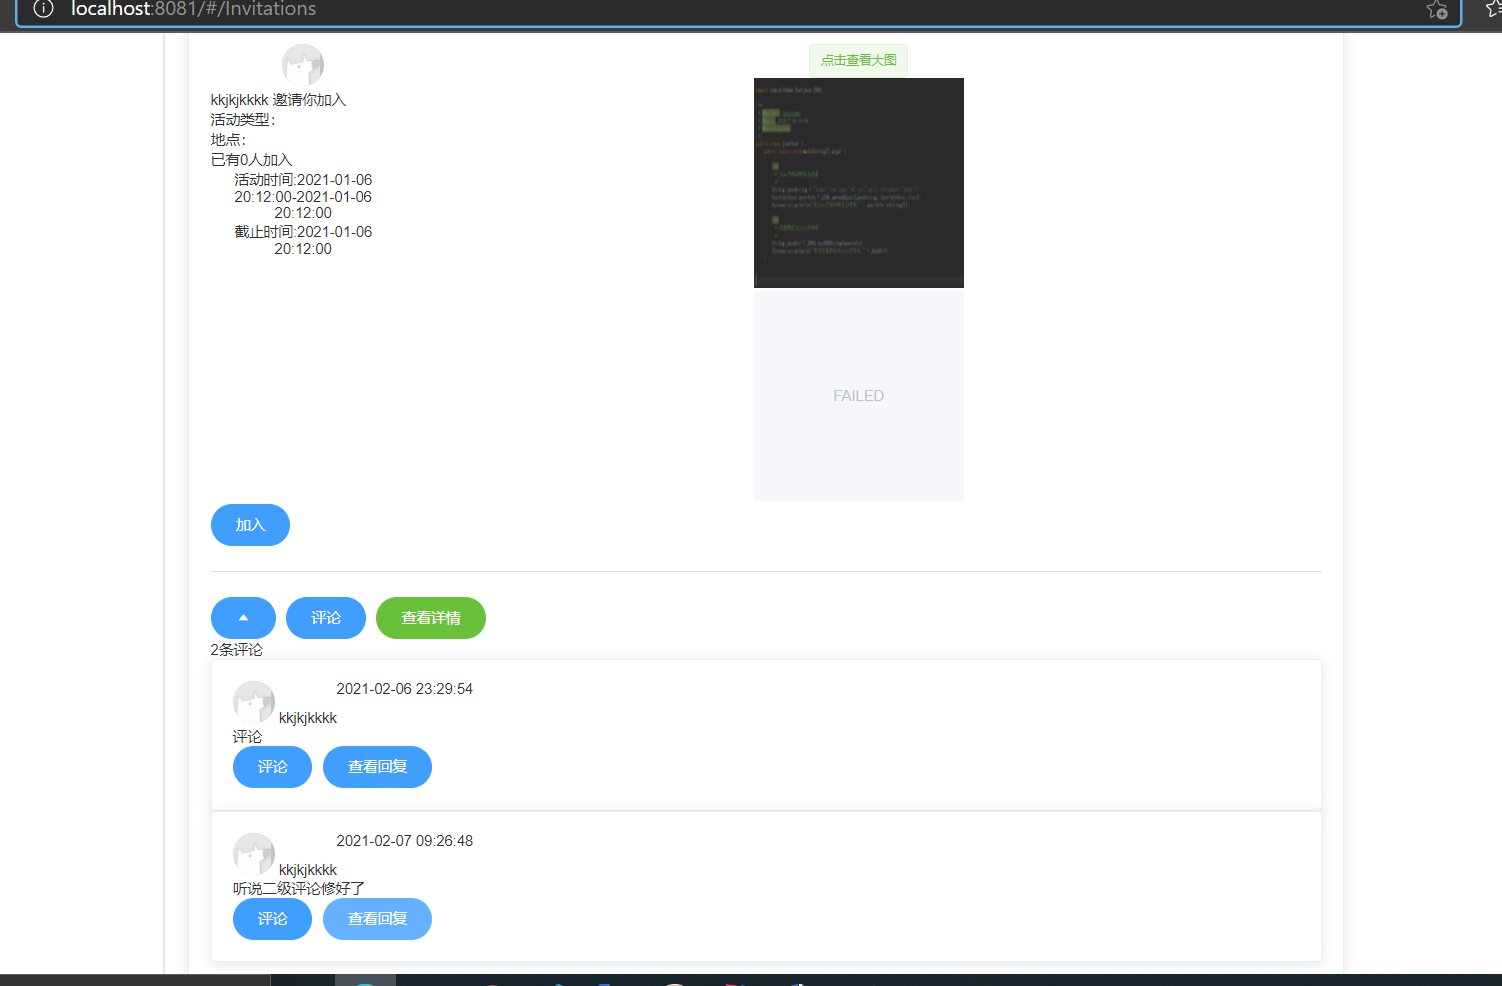 localhost:8081/#/Invitations
kkjkjkkkk 邀请你加入
活动类型：
地点：
已有0人加入
活动时间:2021-01-06
20:12:00-2021-01-06
20:12:00
截止时间:2021-01-06
20:12:00
点击查看大图
FAILED
加入
评论
查看详情
2条评论
2021-02-06 23:29:54
kkjkjkkkk
评论
评论
查看回复
2021-02-07 09:26:48
kkjkjkkkk
听说二级评论修好了
评论
查看回复